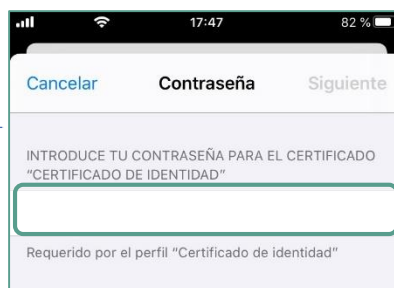 17:47 82 %
Cancelar Contraseña Siguiente
INTRODUCE TU CONTRASEÑA PARA EL CERTIFICADO
"CERTIFICADO DE IDENTIDAD"
Requerido por el perfil "Certificado de identidad"